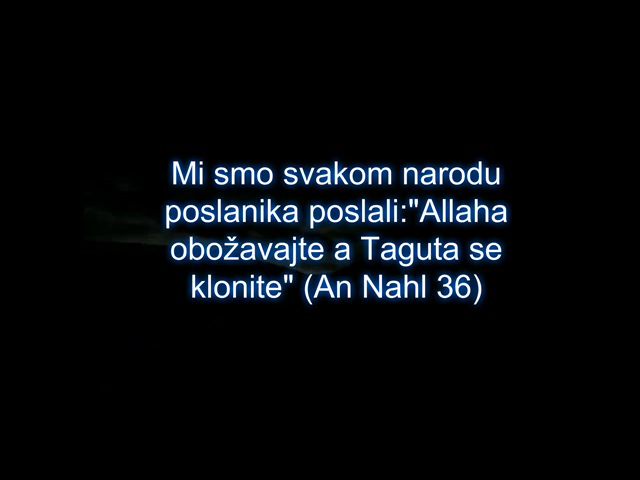 Mi smo svakom narodu
poslanika poslali:"Allaha
obožavajte a Taguta se
klonite" (An Nahl 36)